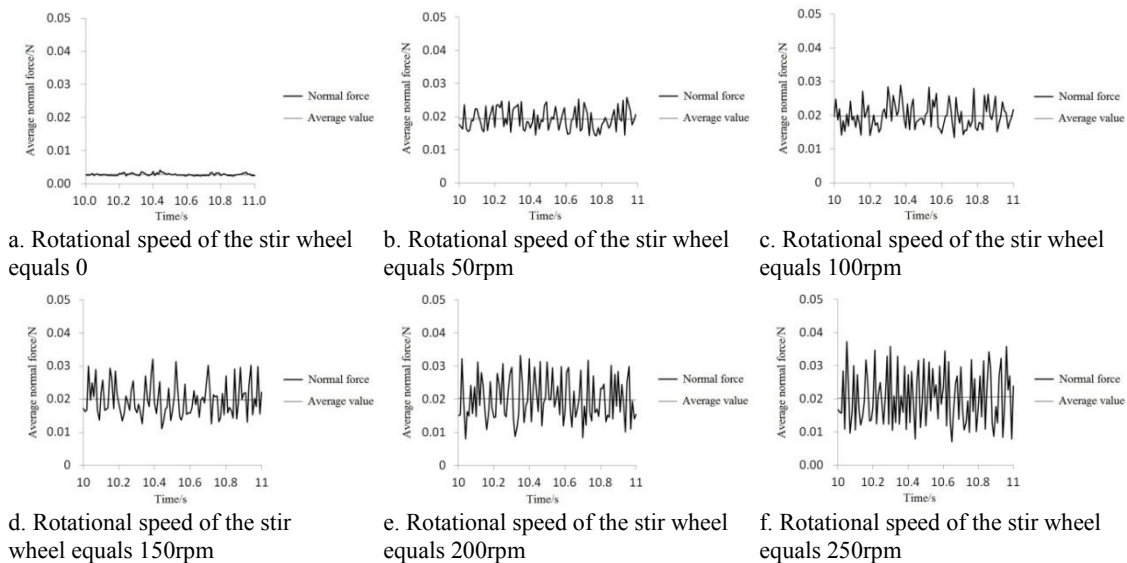 0.05
0.04
0.03
0.02
0.01
0.00
Average normal force/N
10.0 10.2 10.4 10.6 10.8 11.0
Time/s
Normal force
Average value
a. Rotational speed of the stir wheel
equals 0
0.05
0.04
0.03
0.02
0.01
0
Average normal force/N
10 10.2 10.4 10.6 10.8 11
Time/s
Normal force
Average value
b. Rotational speed of the stir wheel
equals 50rpm
0.05
0.04
0.03
0.02
0.01
0
Average normal force/N
10 10.2 10.4 10.6 10.8 11
Time/s
Normal force
Average value
c. Rotational speed of the stir wheel
equals 100rpm
0.05
0.04
0.03
0.02
0.01
0
Average normal force/N
10 10.2 10.4 10.6 10.8 11
Time/s
Normal force
Average value
d. Rotational speed of the stir
wheel equals 150rpm
0.05
0.04
0.03
0.02
0.01
0
Average normal force/N
10 10.2 10.4 10.6 10.8 11
Time/s
Normal force
Average value
e. Rotational speed of the stir wheel
equals 200rpm
0.05
0.04
0.03
0.02
0.01
0.00
Average normal force/N
10 10.2 10.4 10.6 10.8 11
Time/s
Normal force
Average value
f. Rotational speed of the stir wheel
equals 250rpm